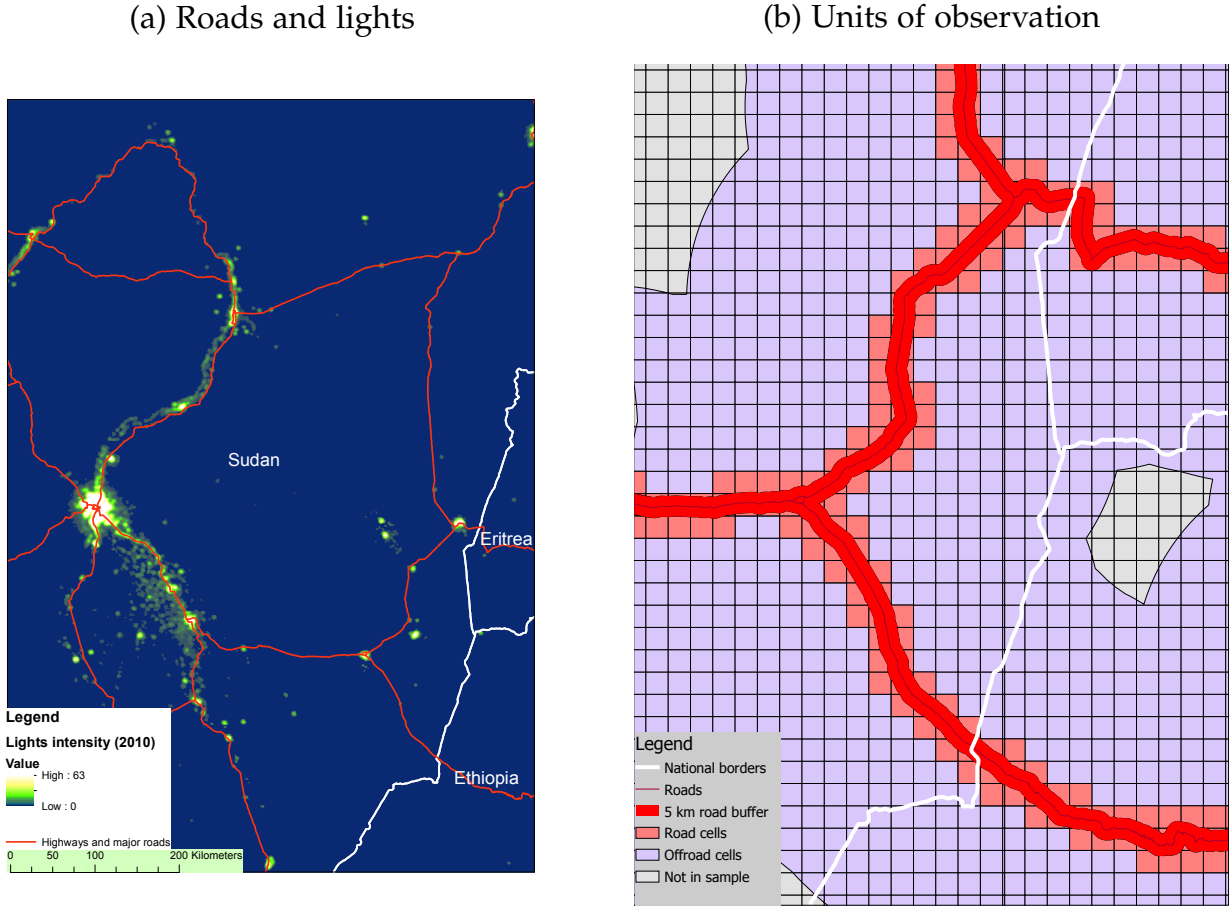 (a) Roads and lights
(b) Units of observation
Sudan
Eritrea
Ethiopia
Legend
Lights intensity (2010)
Value
High : 63
Low : 0
Highways and major roads
0 50 100 200 Kilometers
Legend
National borders
Roads
5 km road buffer
Road cells
Offroad cells
Not in sample